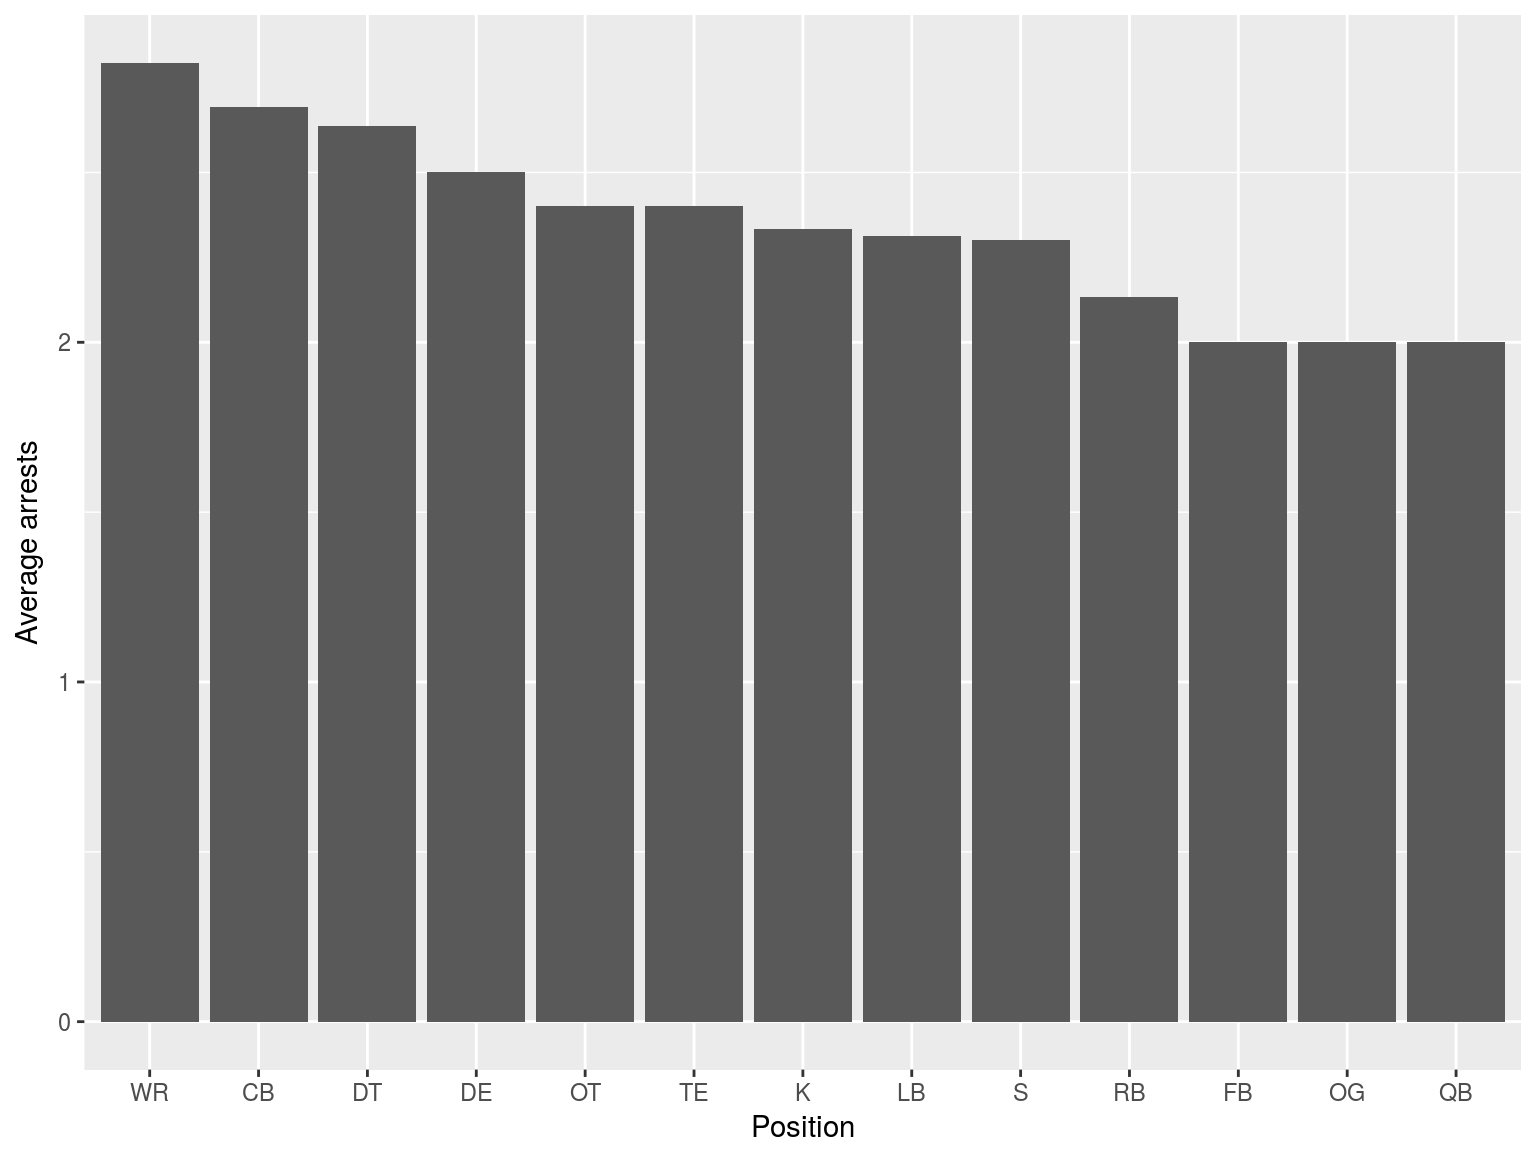 Average arrests
2
1
0
WR CB DT DE OT TE K LB S RB FB OG QB
Position